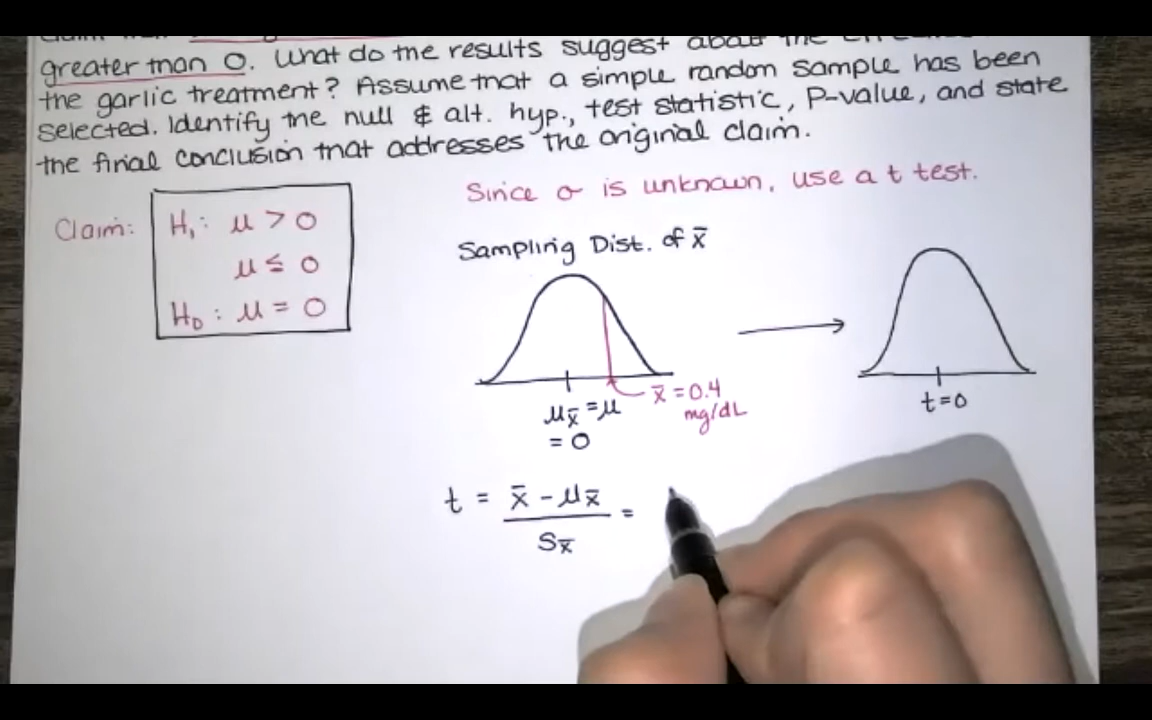 greater than 0. What do the results suggest about the
the garlic treatment? Assume that a simple random sample has been
selected. Identify the null & alt. hyp., test statistic, P-value, and state
the final conclusion that addresses the original claim.
Since σ is unknown, use a t test.
Claim: H₁: μ > 0
μ ≤ 0
H₀: μ = 0
Sampling Dist. of x̄
x̄ = 0.4
mg/dL
μx̄ = μ
= 0
t=0
t = x̄ - μx̄ =
Sx̄